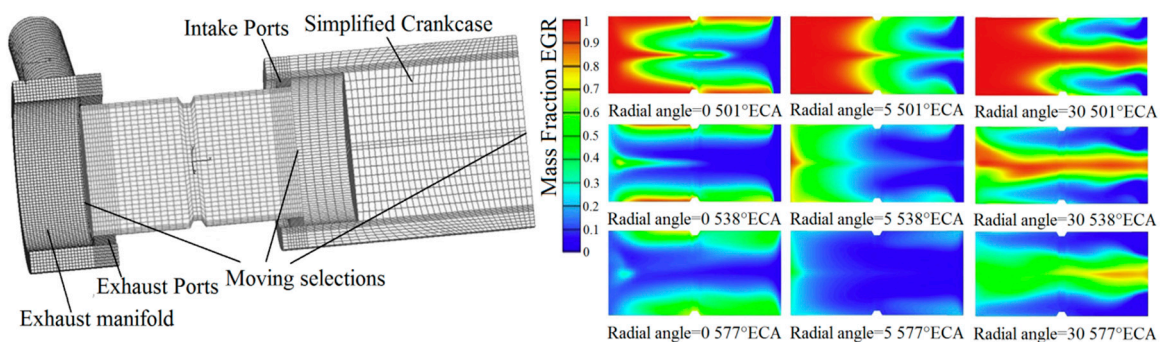 Intake Ports
Simplified Crankcase
Moving selections
Exhaust Ports
Exhaust manifold
Mass Fraction EGR
1
0.9
0.8
0.7
0.6
0.5
0.4
0.3
0.2
0.1
0
Radial angle=0 501°ECA
Radial angle=5 501°ECA
Radial angle=30 501°ECA
Radial angle=0 538°ECA
Radial angle=5 538°ECA
Radial angle=30 538°ECA
Radial angle=0 577°ECA
Radial angle=5 577°ECA
Radial angle=30 577°ECA